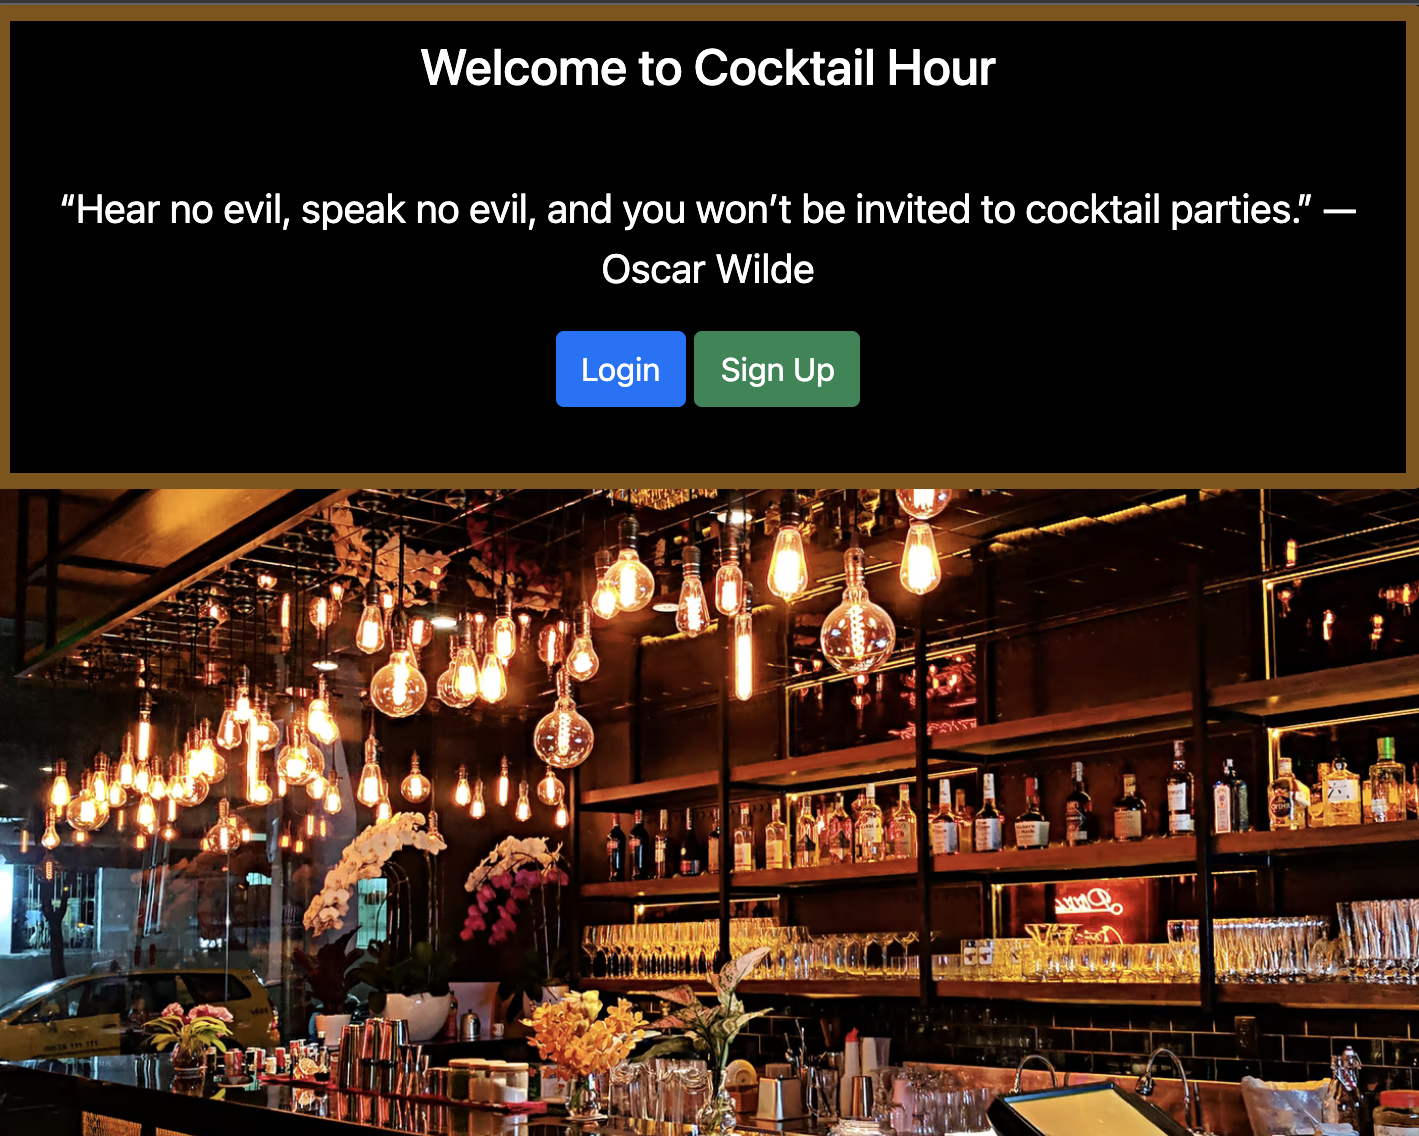 Welcome to Cocktail Hour
“Hear no evil, speak no evil, and you won’t be invited to cocktail parties.” —
Oscar Wilde
Login
Sign Up